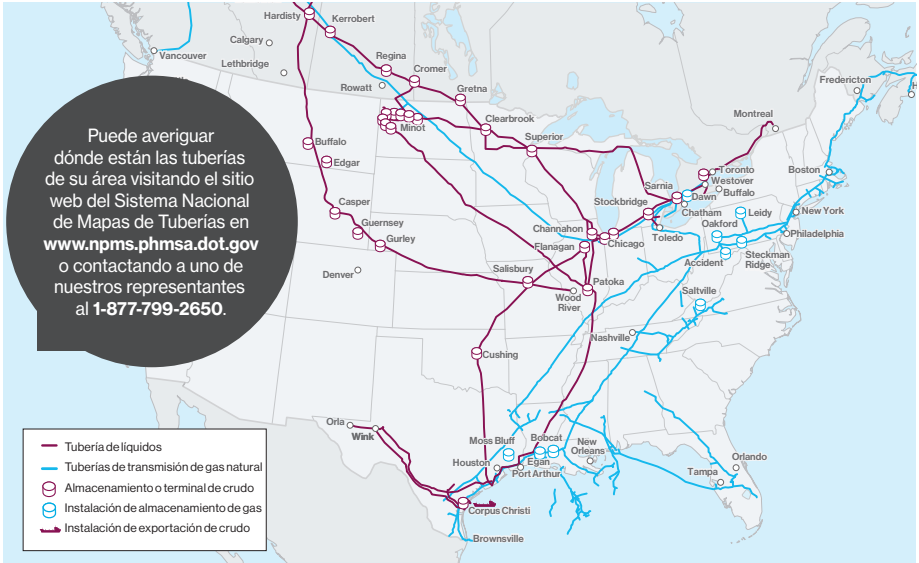 Hardisty
Kerrobert
Calgary
Vancouver
Lethbridge
Regina
Cromer
Rowatt
Gretna
Minot
Clearbrook
Superior
Fredericton
H
Montreal
Puede averiguar
dónde están las tuberías
de su área visitando el sitio
web del Sistema Nacional
de Mapas de Tuberías en
www.npms.phmsa.dot.gov
o contactando a uno de
nuestros representantes
al 1-877-799-2650.
Buffalo
Edgar
Casper
Guernsey
Gurley
Denver
Toronto
Westover
Buffalo
Sarnia
Dawn
Boston
Stockbridge
Chatham
Leidy
Oakford
New York
Channahon
Toledo
Philadelphia
Flanagan
Chicago
Accident
Steckman
Ridge
Salisbury
Patoka
Wood
River
Saltville
Nashville
Cushing
Orla
Wink
Moss Bluff
Bobcat
New
Orleans
Houston
Egan
Port Arthur
Orlando
Tampa
Corpus Christi
Brownsville
Tubería de líquidos
Tuberías de transmisión de gas natural
Almacenamiento o terminal de crudo
Instalación de almacenamiento de gas
Instalación de exportación de crudo